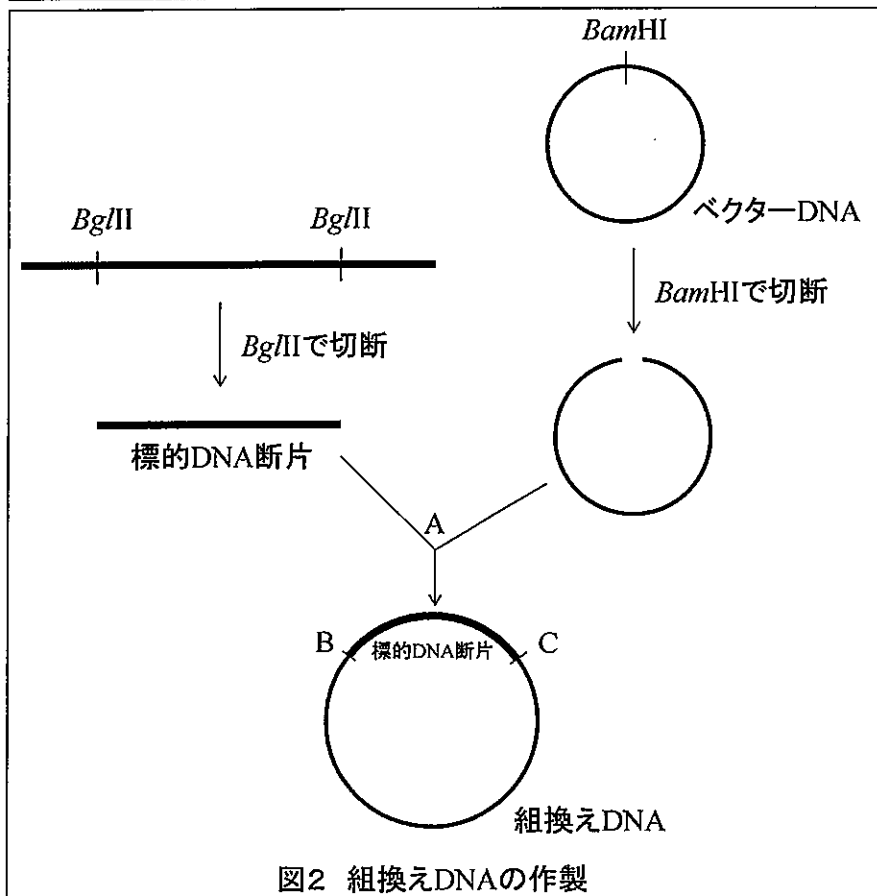 BamHI
ベクターDNA
BglII BglII
BamHIで切断
BglIIで切断
標的DNA断片
A
B 標的DNA断片 C
組換えDNA
図2 組換えDNAの作製